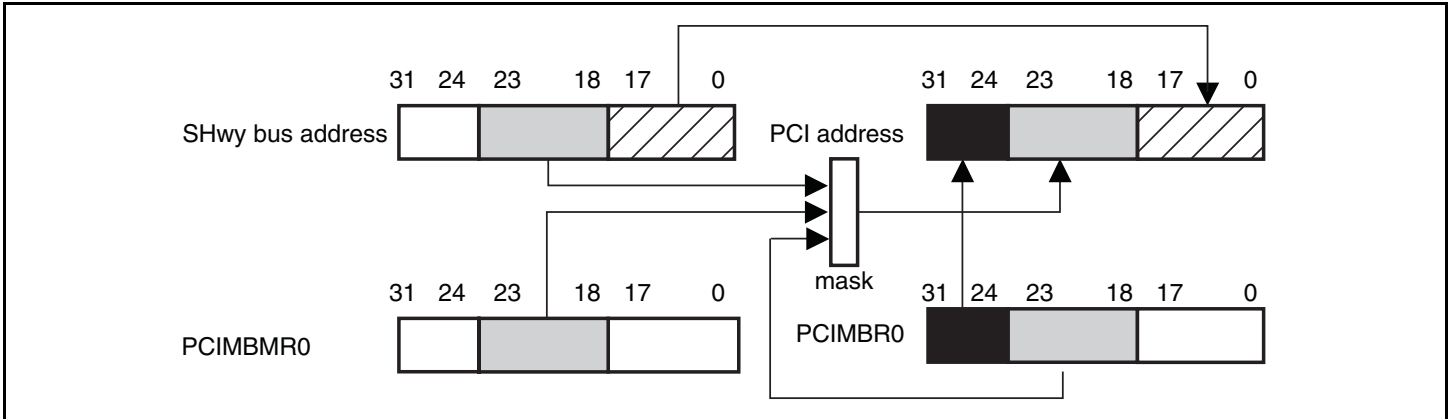 31 24 23 18 17 0 31 24 23 18 17 0
SHwy bus address PCI address
mask
31 24 23 18 17 0 31 24 23 18 17 0
PCIMBMR0 PCIMBR0